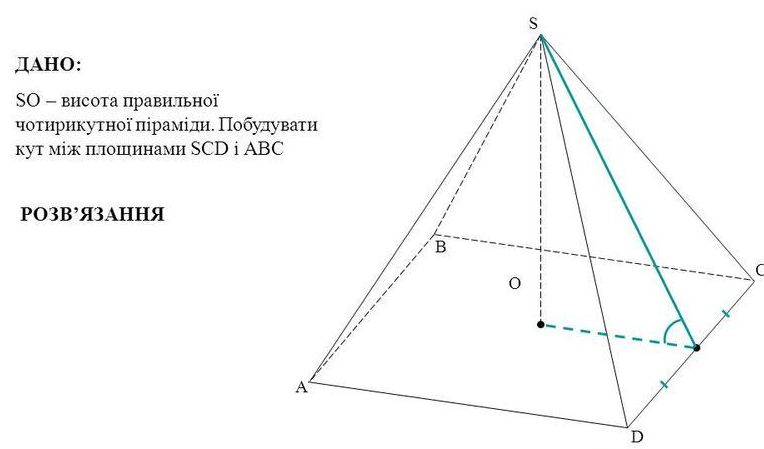 ДАНО:
SO – висота правильної
чотирикутної піраміди. Побудувати
кут між площинами SCD і ABC
РОЗВ’ЯЗАННЯ
S
B
C
O
A
D